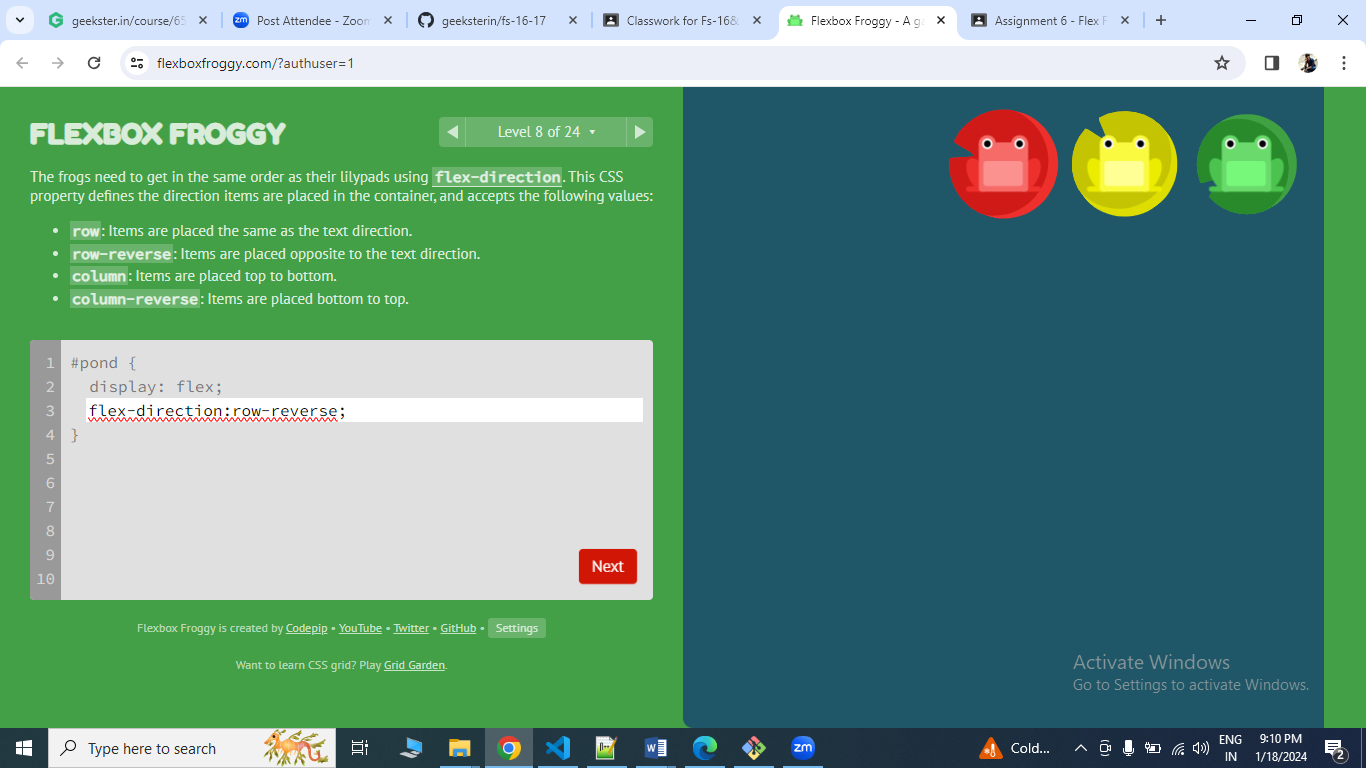 geekster.in/course/65
Post Attendee - Zoom
geeksterin/fs-16-17
Classwork for Fs-16&
Flexbox Froggy - A g
Assignment 6 - Flex F
flexboxfroggy.com/?authuser=1
FLEXBOX FROGGY
Level 8 of 24
The frogs need to get in the same order as their lilypads using flex-direction. This CSS
property defines the direction items are placed in the container, and accepts the following values:
• row: Items are placed the same as the text direction.
• row-reverse: Items are placed opposite to the text direction.
• column: Items are placed top to bottom.
• column-reverse: Items are placed bottom to top.
1 #pond {
2 display: flex;
3 flex-direction:row-reverse;
4 }
5
6
7
8
9
10
Next
Flexbox Froggy is created by Codepip • YouTube • Twitter • GitHub • Settings
Want to learn CSS grid? Play Grid Garden.
Activate Windows
Go to Settings to activate Windows.
Type here to search
Cold...
ENG
IN
9:10 PM
1/18/2024
2